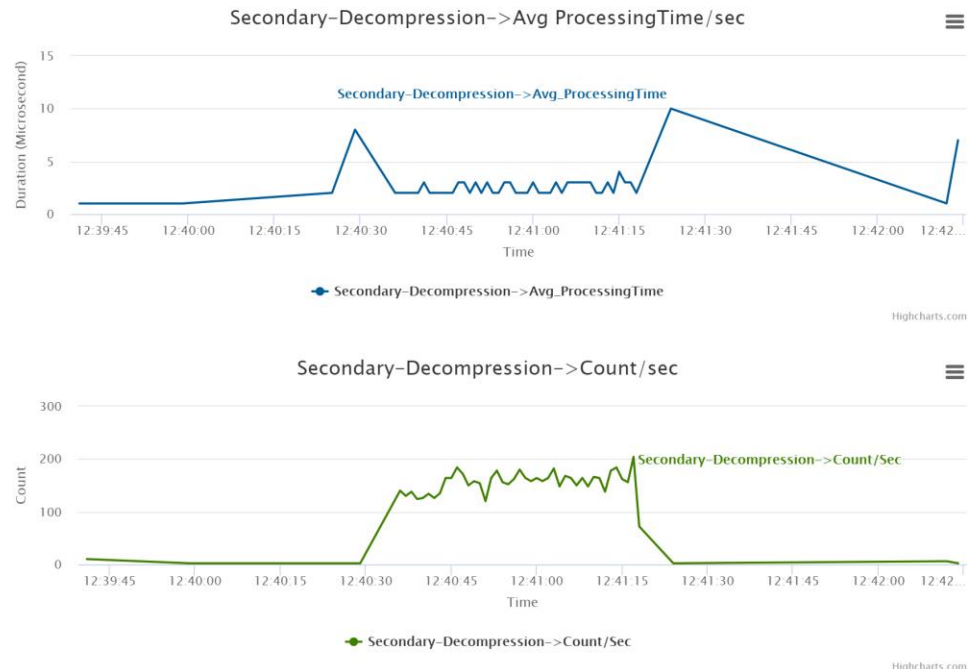 Secondary-Decompression->Avg ProcessingTime/sec
15
10
5
0
Duration (Microsecond)
Secondary-Decompression->Avg_ProcessingTime
12:39:45 12:40:00 12:40:15 12:40:30 12:40:45 12:41:00 12:41:15 12:41:30 12:41:45 12:42:00 12:42...
Time
Secondary-Decompression->Avg_ProcessingTime
Highcharts.com
Secondary-Decompression->Count/sec
300
200
100
0
Count
Secondary-Decompression->Count/Sec
12:39:45 12:40:00 12:40:15 12:40:30 12:40:45 12:41:00 12:41:15 12:41:30 12:41:45 12:42:00 12:42...
Time
Secondary-Decompression->Count/Sec
Highcharts.com